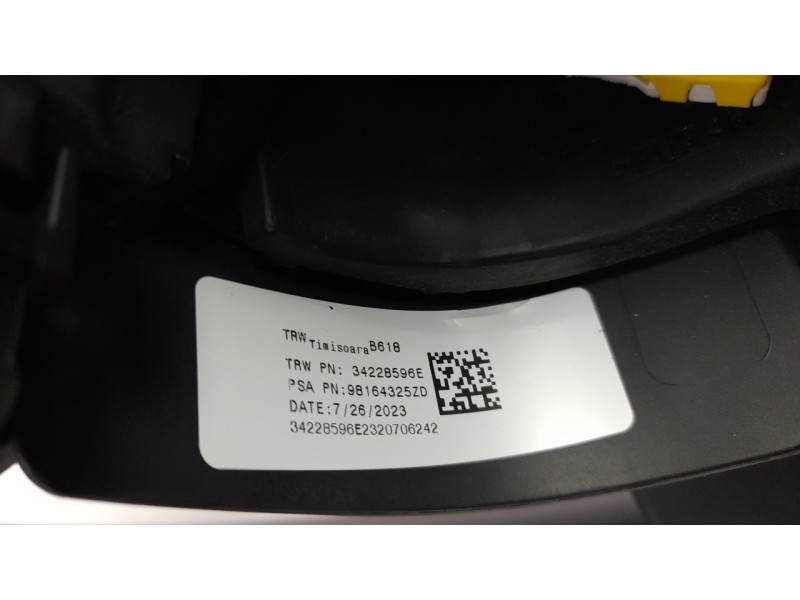 TRW Timisoara B618
TRW PN: 34228596E
PSA PN:98164325ZD
DATE:7/26/2023
34228596E2320706242